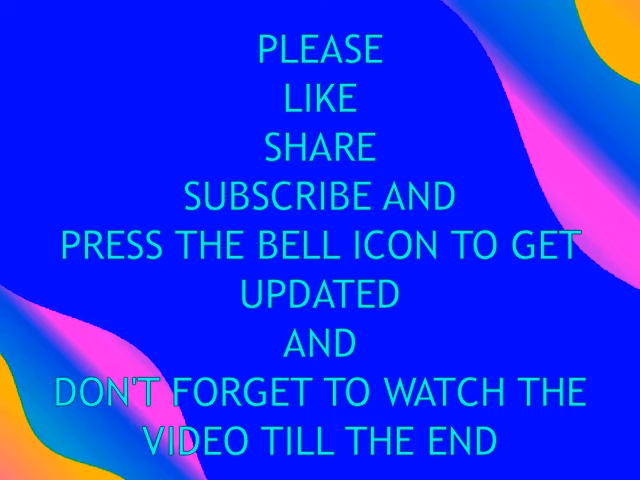 PLEASE
LIKE
SHARE
SUBSCRIBE AND
PRESS THE BELL ICON TO GET
UPDATED
AND
DON'T FORGET TO WATCH THE
VIDEO TILL THE END